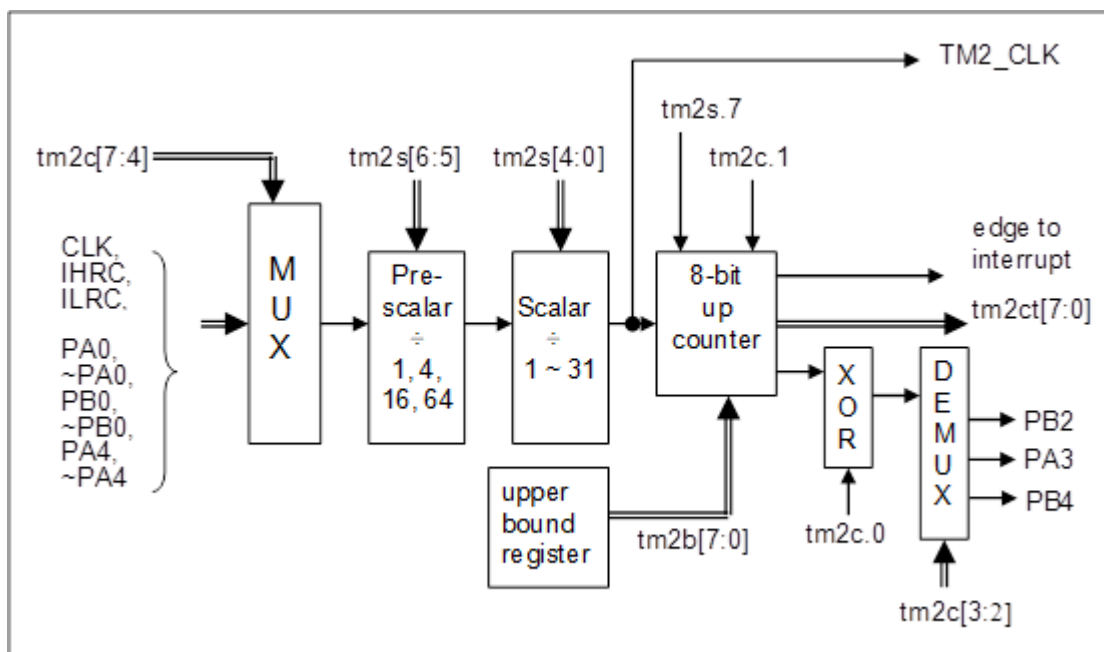 TM2_CLK
tm2s.7
tm2c[7:4]
tm2s[6:5]
tm2s[4:0]
tm2c.1
CLK,
IHRC,
ILRC,
PA0,
~PA0,
PB0,
~PB0,
PA4,
~PA4
M
U
X
Pre-
scalar
÷
1, 4,
16, 64
Scalar
÷
1 ~ 31
8-bit
up
counter
edge to
interrupt
tm2ct[7:0]
X
O
R
D
E
M
U
X
PB2
PA3
PB4
upper
bound
register
tm2b[7:0]
tm2c.0
tm2c[3:2]